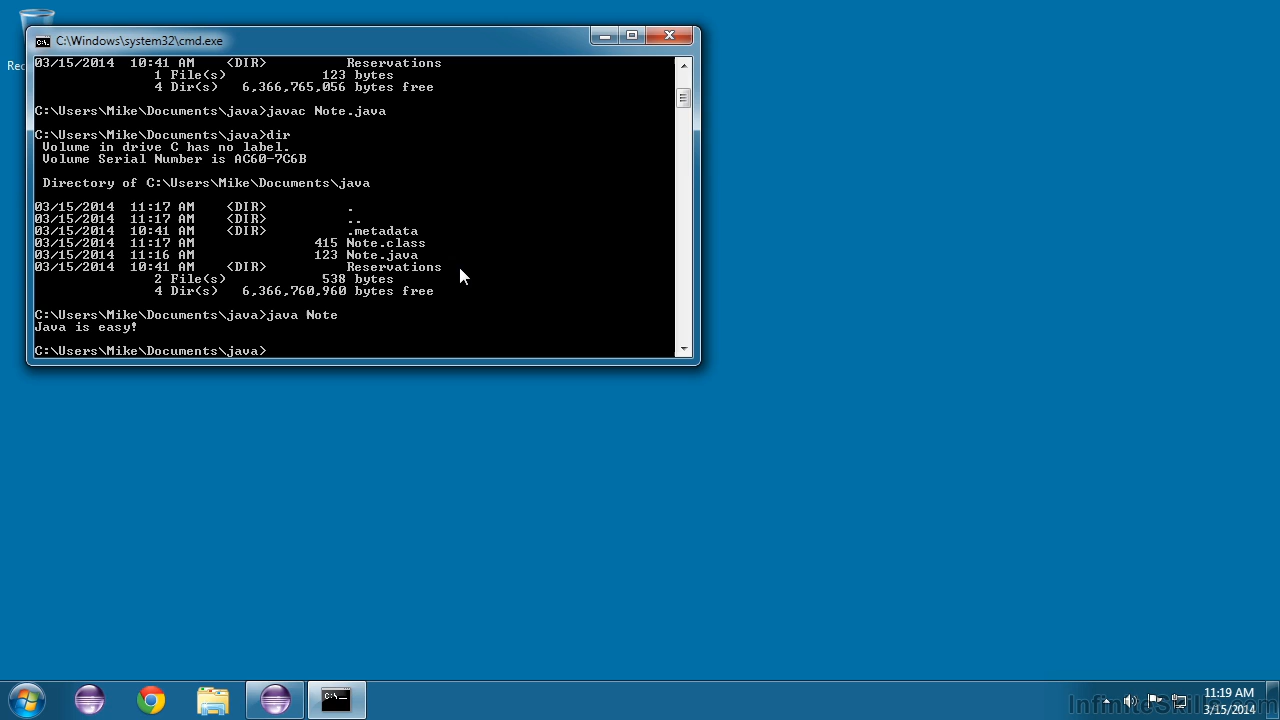 C:\Windows\system32\cmd.exe
Rec
03/15/2014  10:41 AM    <DIR>          Reservations
               1 File(s)            123 bytes
               4 Dir(s)   6,366,765,056 bytes free
C:\Users\Mike\Documents\java>javac Note.java
C:\Users\Mike\Documents\java>dir
 Volume in drive C has no label.
 Volume Serial Number is AC60-7C6B
 Directory of C:\Users\Mike\Documents\java
03/15/2014  11:17 AM    <DIR>          .
03/15/2014  11:17 AM    <DIR>          ..
03/15/2014  10:41 AM    <DIR>          .metadata
03/15/2014  11:17 AM               415 Note.class
03/15/2014  11:16 AM               123 Note.java
03/15/2014  10:41 AM    <DIR>          Reservations
               2 File(s)            538 bytes
               4 Dir(s)   6,366,760,960 bytes free
C:\Users\Mike\Documents\java>java Note
Java is easy!
C:\Users\Mike\Documents\java>
C:\_
11:19 AM
3/15/2014